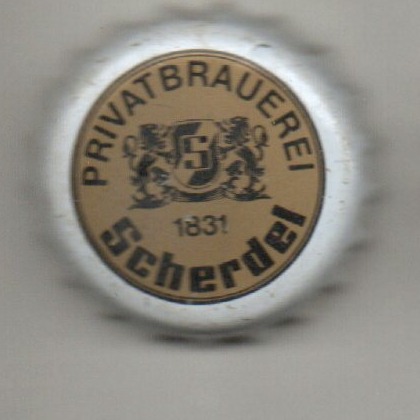 PRIVATBRAUEREI
S
1831
Scherdel